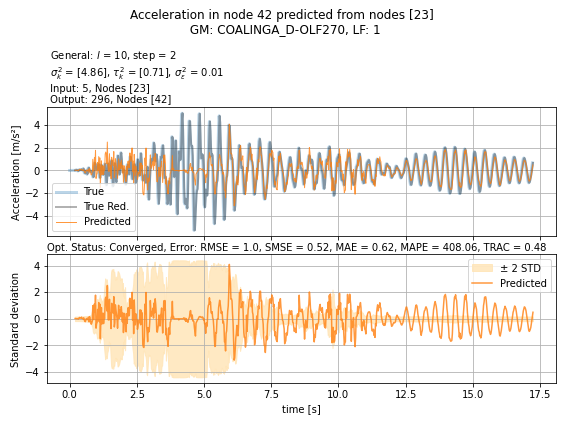 Acceleration in node 42 predicted from nodes [23]
GM: COALINGA_D-OLF270, LF: 1
General: l = 10, step = 2
σ²ₖ = [4.86], τ²ₖ = [0.71], σ²ε = 0.01
Input: 5, Nodes [23]
Output: 296, Nodes [42]
Acceleration [m/s²]
4
2
0
−2
−4
True
True Red.
Predicted
Opt. Status: Converged, Error: RMSE = 1.0, SMSE = 0.52, MAE = 0.62, MAPE = 408.06, TRAC = 0.48
Standard deviation
4
2
0
−2
−4
± 2 STD
Predicted
0.0 2.5 5.0 7.5 10.0 12.5 15.0 17.5
time [s]